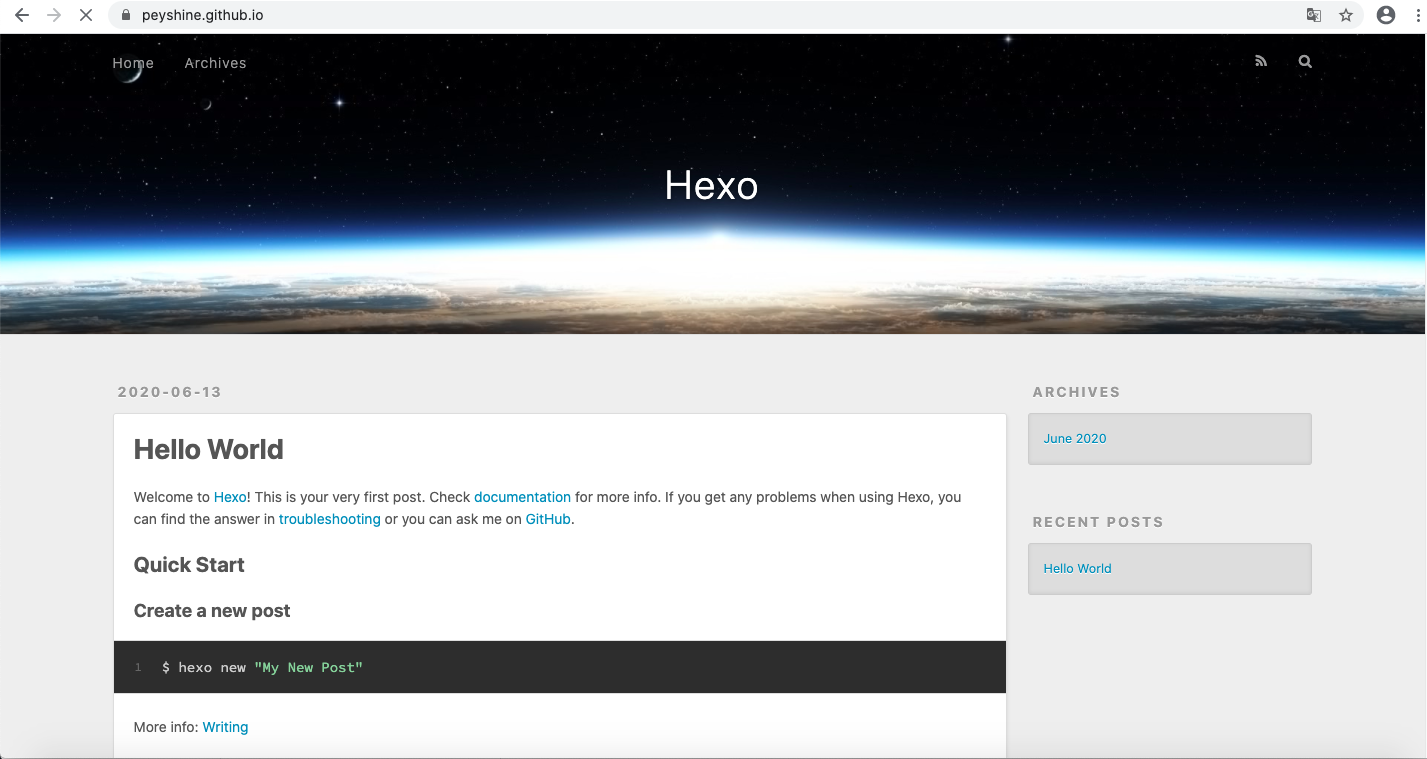 peyshine.github.io
Home Archives
Hexo
2020-06-13
Hello World
Welcome to Hexo! This is your very first post. Check documentation for more info. If you get any problems when using Hexo, you
can find the answer in troubleshooting or you can ask me on GitHub.
Quick Start
Create a new post
1 $ hexo new "My New Post"
More info: Writing
ARCHIVES
June 2020
RECENT POSTS
Hello World